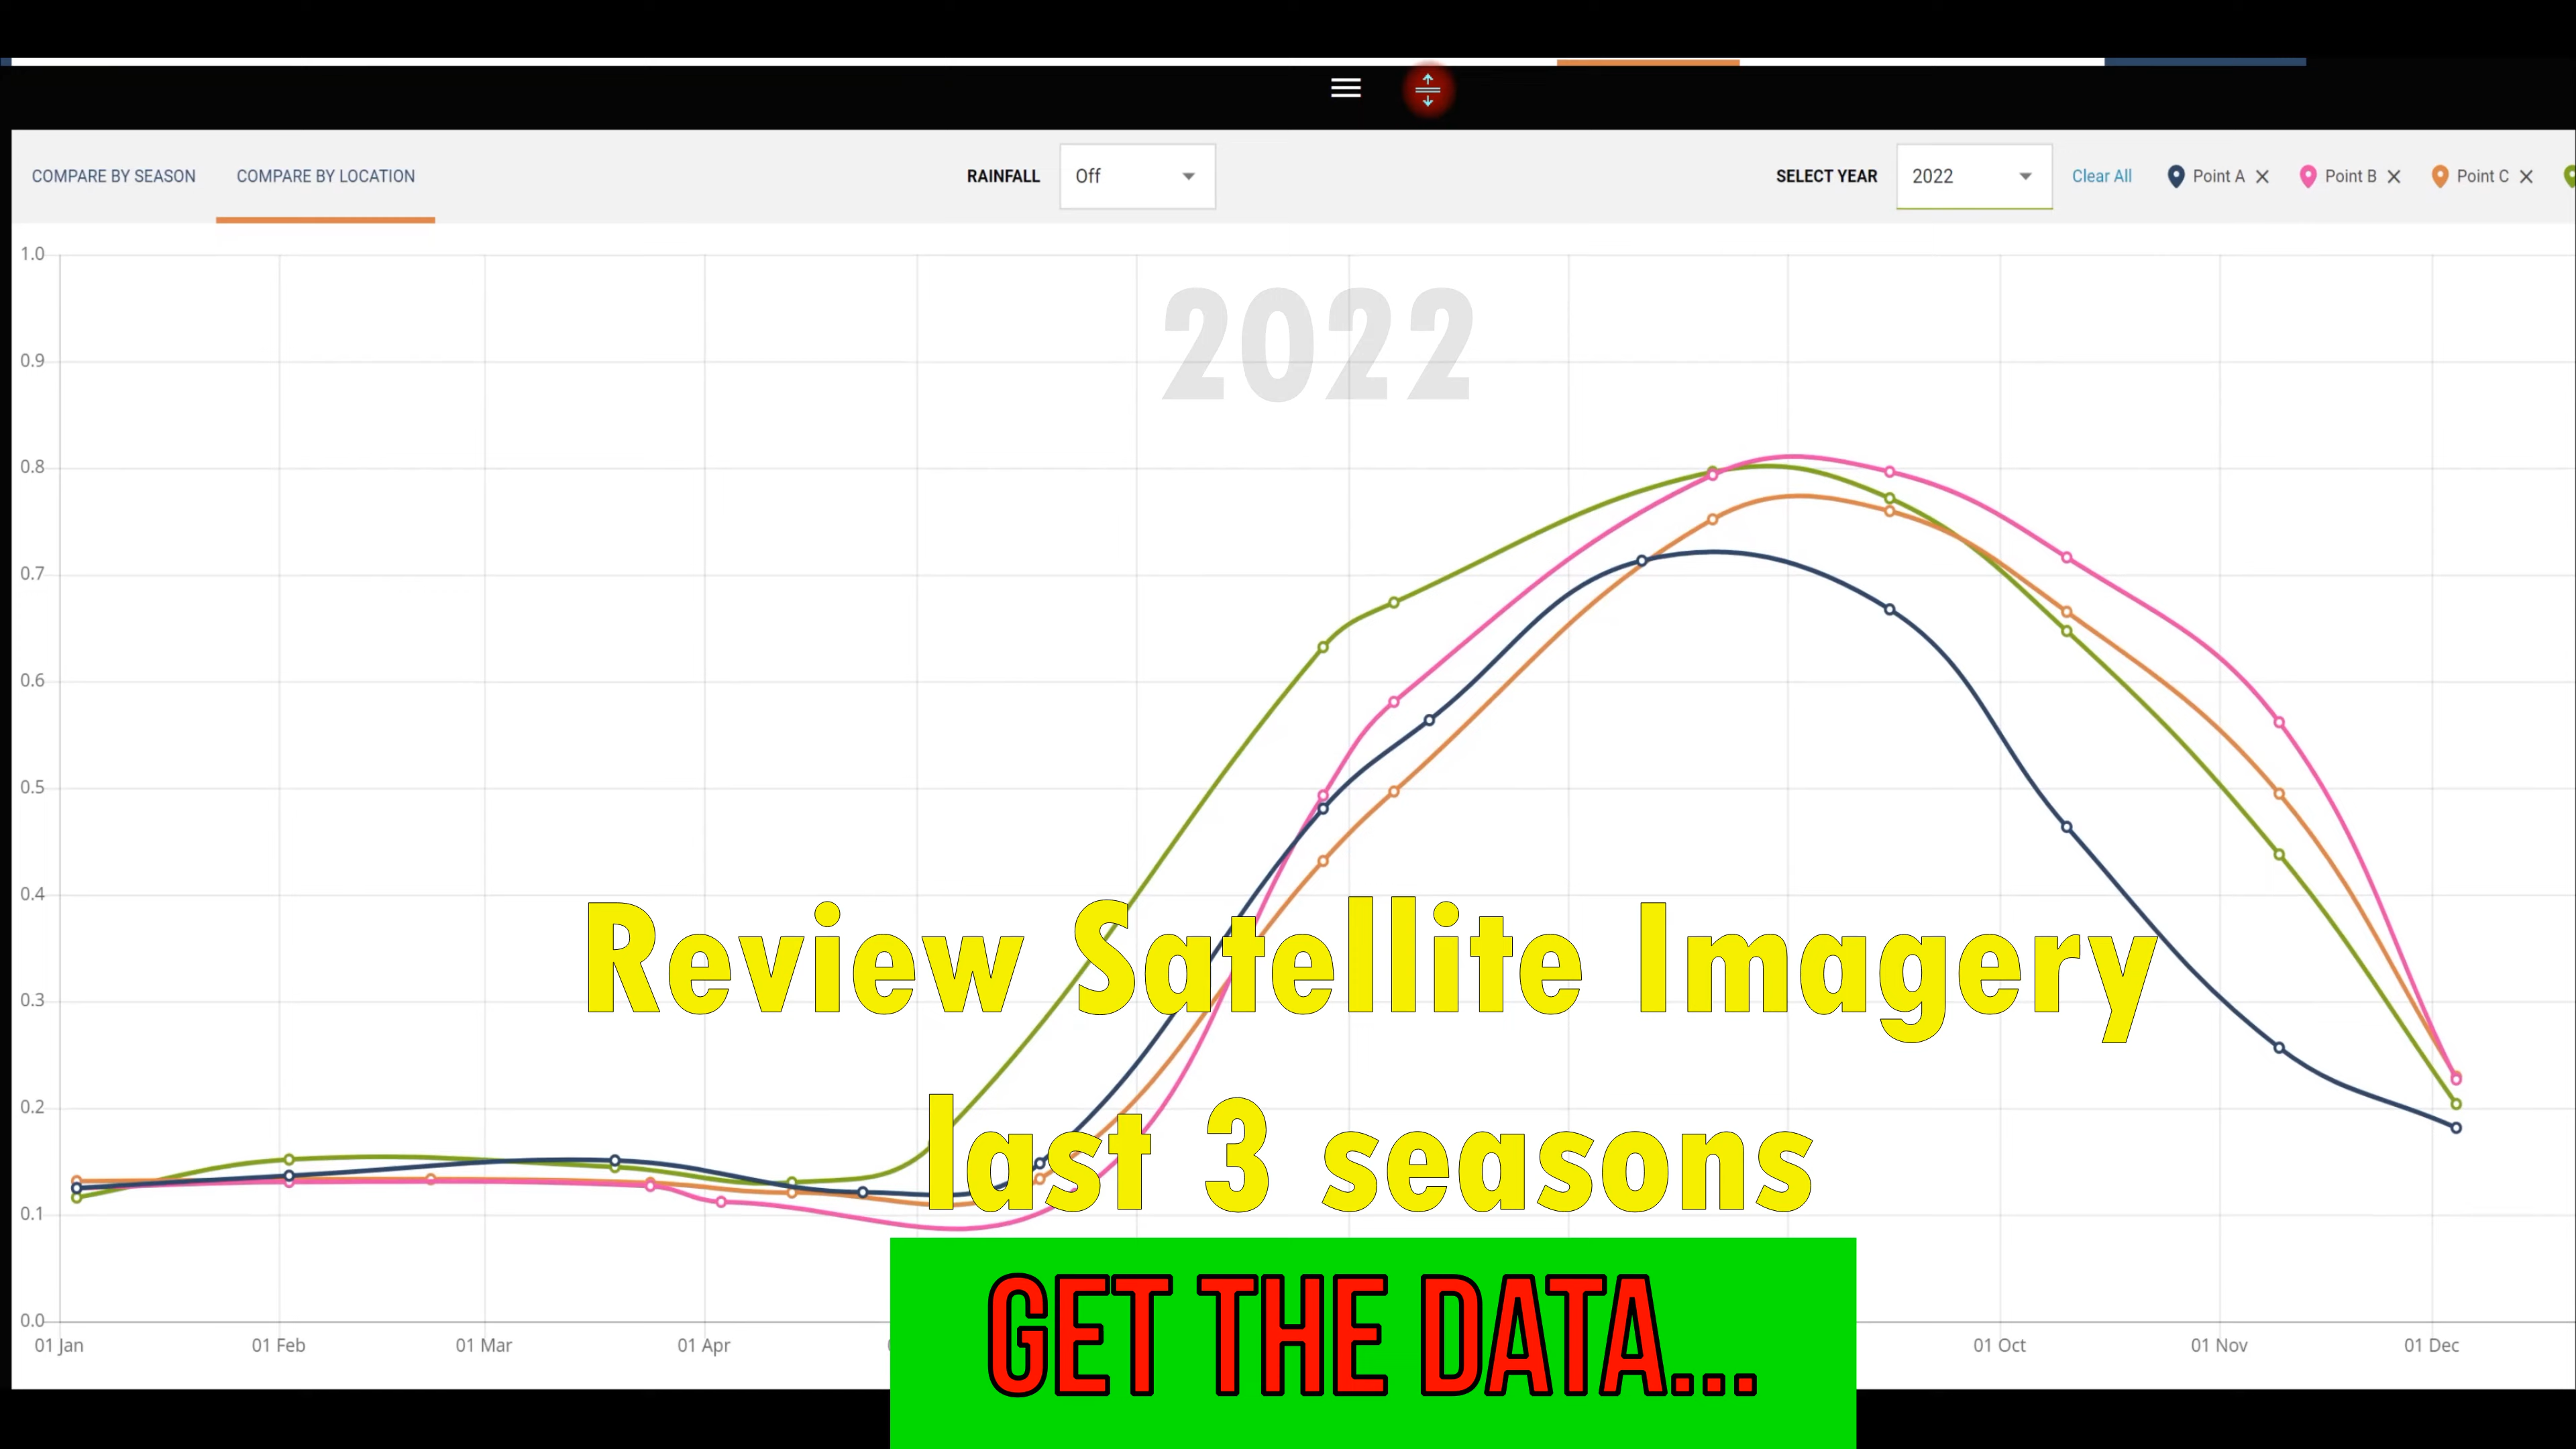 COMPARE BY SEASON COMPARE BY LOCATION RAINFALL Off SELECT YEAR 2022 Clear All Point A Point B Point C
1.0
2022
0.9
0.8
0.7
0.6
0.5
0.4
Review Satellite Imagery
0.3
0.2
last 3 seasons
0.1
GET THE DATA...
0.0
01 Jan 01 Feb 01 Mar 01 Apr 01 Oct 01 Nov 01 Dec